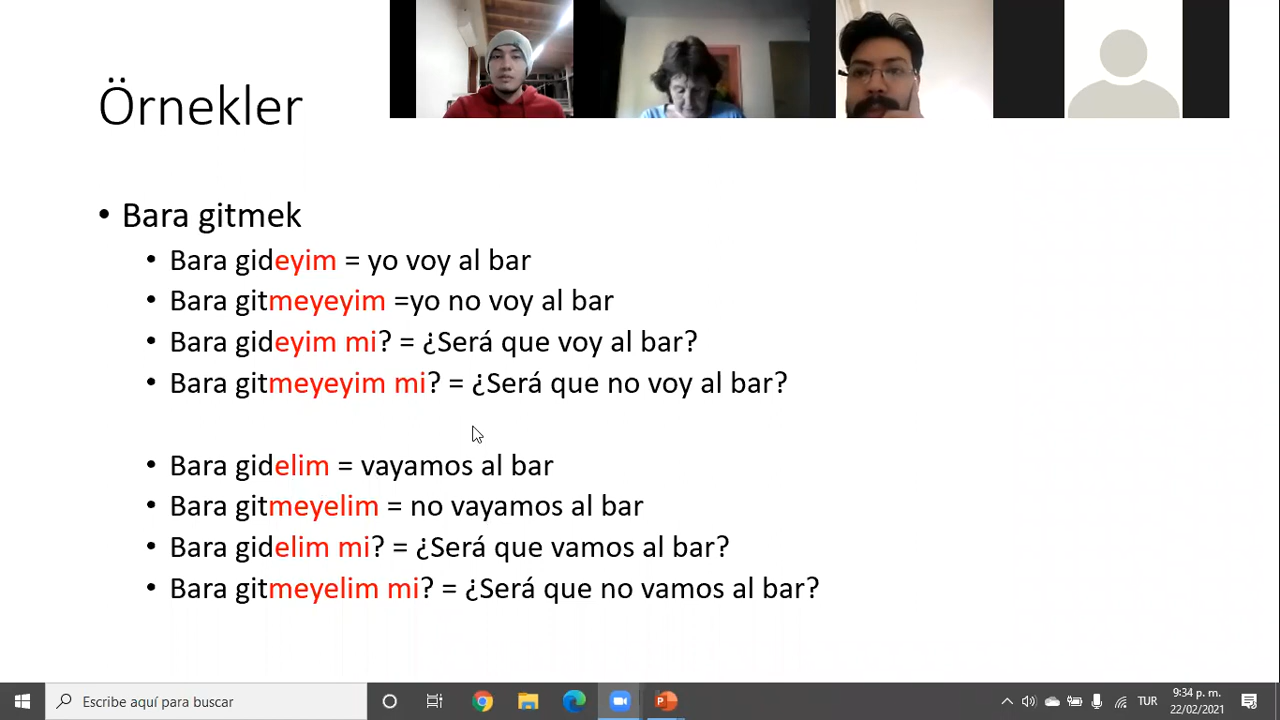 Örnekler
• Bara gitmek
• Bara gideyim = yo voy al bar
• Bara gitmeyeyim =yo no voy al bar
• Bara gideyim mi? = ¿Será que voy al bar?
• Bara gitmeyeyim mi? = ¿Será que no voy al bar?
• Bara gidelim = vayamos al bar
• Bara gitmeyelim = no vayamos al bar
• Bara gidelim mi? = ¿Será que vamos al bar?
• Bara gitmeyelim mi? = ¿Será que no vamos al bar?
Escribe aquí para buscar
TUR
9:34 p. m.
22/02/2021